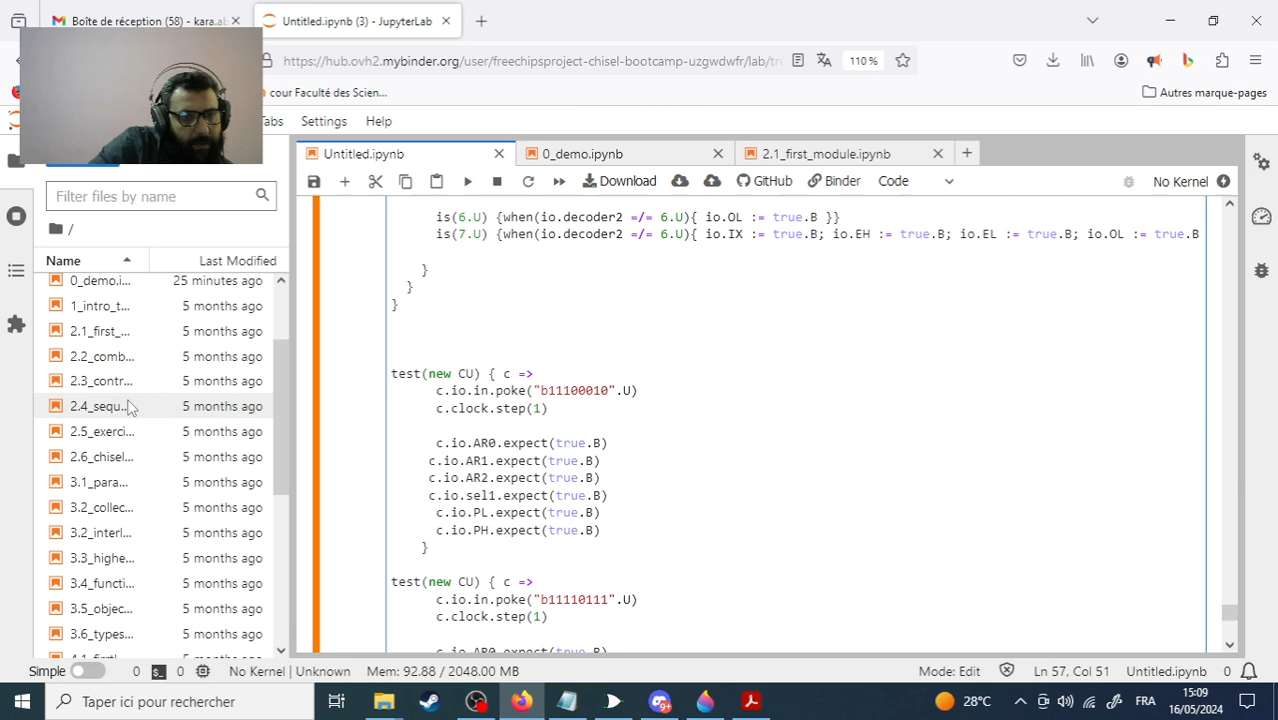 Boîte de réception (58) - kara.ab
Untitled.ipynb (3) - JupyterLab
https://hub.ovh2.mybinder.org/user/freechipsproject-chisel-bootcamp-uzgwdwfr/lab/tre
110 %
cour Faculté des Scien...
Autres marque-pages
Tabs Settings Help
Untitled.ipynb
0_demo.ipynb
2.1_first_module.ipynb
Filter files by name
Download GitHub Binder Code No Kernel
/
Name Last Modified
0_demo.i... 25 minutes ago
1_intro_t... 5 months ago
2.1_first_... 5 months ago
2.2_comb... 5 months ago
2.3_contr... 5 months ago
2.4_sequ... 5 months ago
2.5_exerci... 5 months ago
2.6_chisel... 5 months ago
3.1_para... 5 months ago
3.2_collec... 5 months ago
3.2_interl... 5 months ago
3.3_highe... 5 months ago
3.4_functi... 5 months ago
3.5_objec... 5 months ago
3.6_types... 5 months ago
is(6.U) {when(io.decoder2 =/= 6.U){ io.OL := true.B }}
is(7.U) {when(io.decoder2 =/= 6.U){ io.IX := true.B; io.EH := true.B; io.EL := true.B; io.OL := true.B
}
}
}
test(new CU) { c =>
c.io.in.poke("b11100010".U)
c.clock.step(1)
c.io.AR0.expect(true.B)
c.io.AR1.expect(true.B)
c.io.AR2.expect(true.B)
c.io.sel1.expect(true.B)
c.io.PL.expect(true.B)
c.io.PH.expect(true.B)
}
test(new CU) { c =>
c.io.in.poke("b11110111".U)
c.clock.step(1)
c.io.AR0.expect(true.B)
Simple 0 0 No Kernel | Unknown Mem: 92.88 / 2048.00 MB Mode: Edit Ln 57, Col 51 Untitled.ipynb 0
Taper ici pour rechercher
9+
28°C
FRA
15:09
16/05/2024